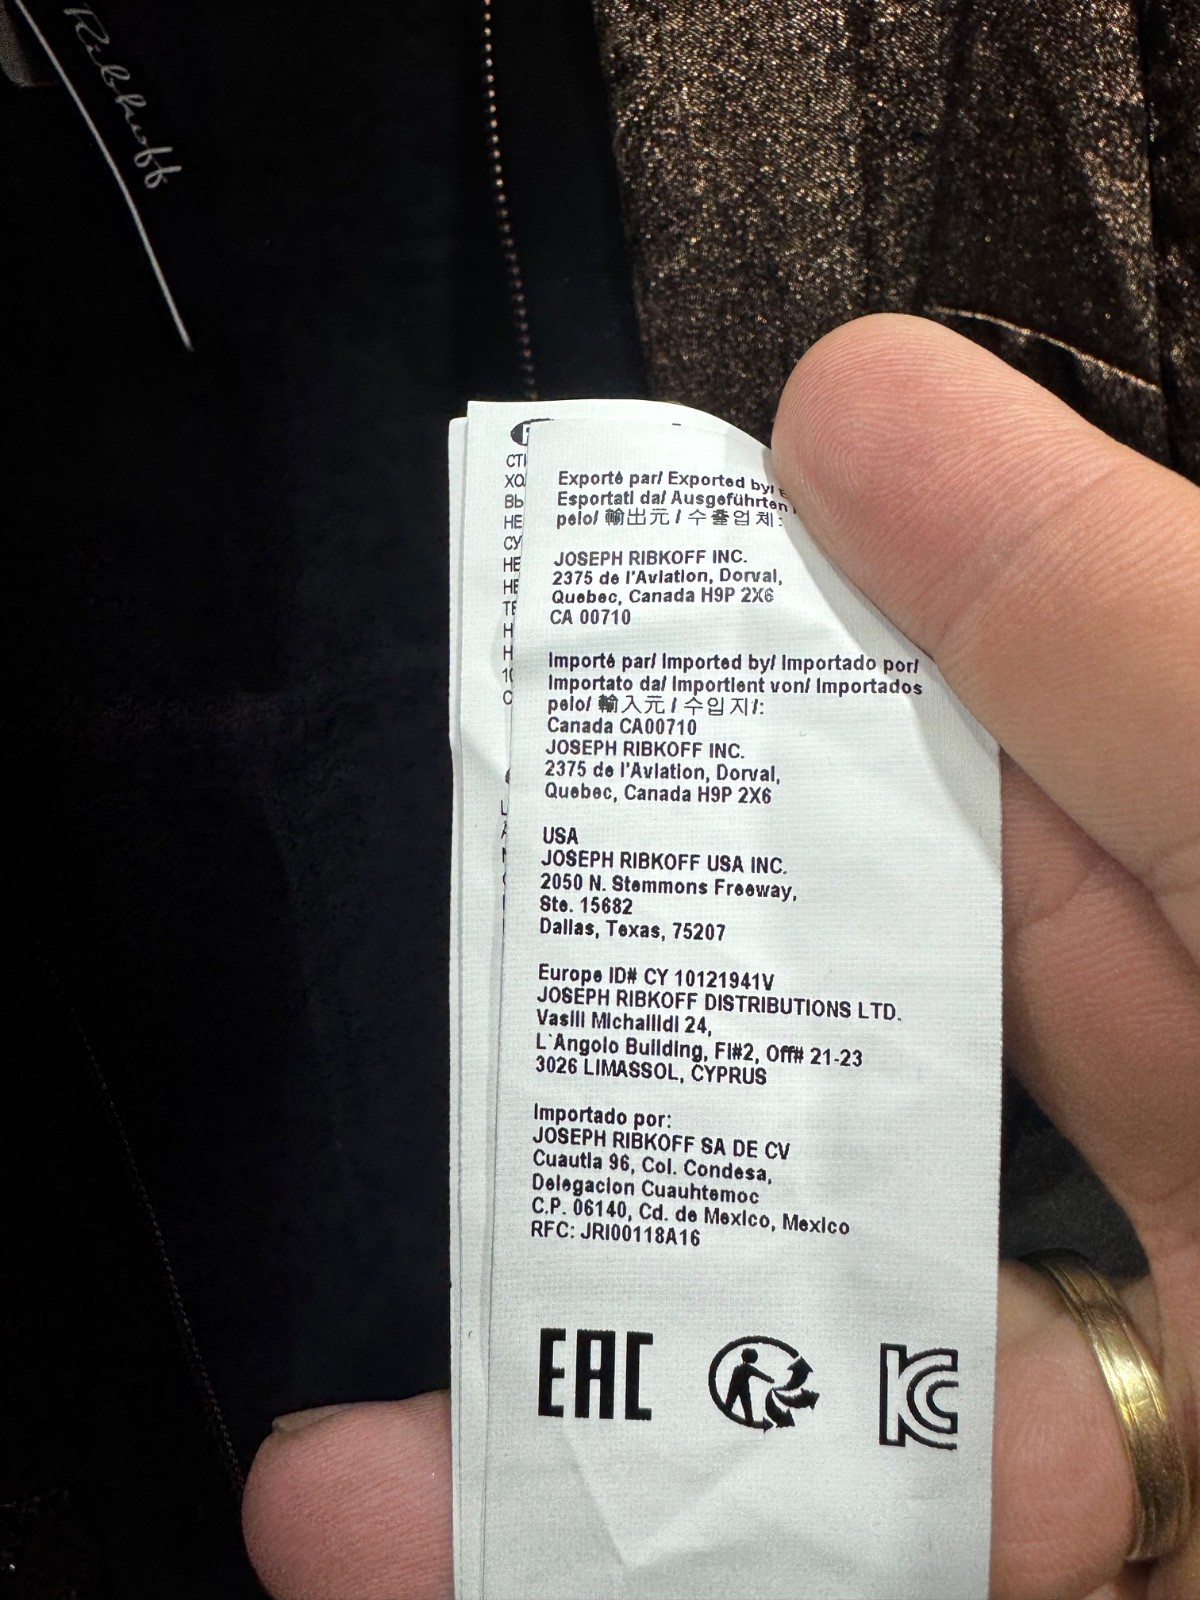 Ribkoff
Exporté par/ Exported by/
Esportati da/ Ausgeführten
pelo/ 輸出元 / 수출업체:
JOSEPH RIBKOFF INC.
2375 de l'Aviation, Dorval,
Quebec, Canada H9P 2X6
CA 00710
Importé par/ Imported by/ Importado por/
Importato da/ Importient von/ Importados
pelo/ 輸入元 / 수입지/:
Canada CA00710
JOSEPH RIBKOFF INC.
2375 de l'Aviation, Dorval,
Quebec, Canada H9P 2X6
USA
JOSEPH RIBKOFF USA INC.
2050 N. Stemmons Freeway,
Ste. 15682
Dallas, Texas, 75207
Europe ID# CY 10121941V
JOSEPH RIBKOFF DISTRIBUTIONS LTD.
Vasili Michailidi 24,
L`Angolo Building, Fl#2, Off# 21-23
3026 LIMASSOL, CYPRUS
Importado por:
JOSEPH RIBKOFF SA DE CV
Cuautla 96, Col. Condesa,
Delegacion Cuauhtemoc
C.P. 06140, Cd. de Mexico, Mexico
RFC: JRI00118A16
EAC
KC